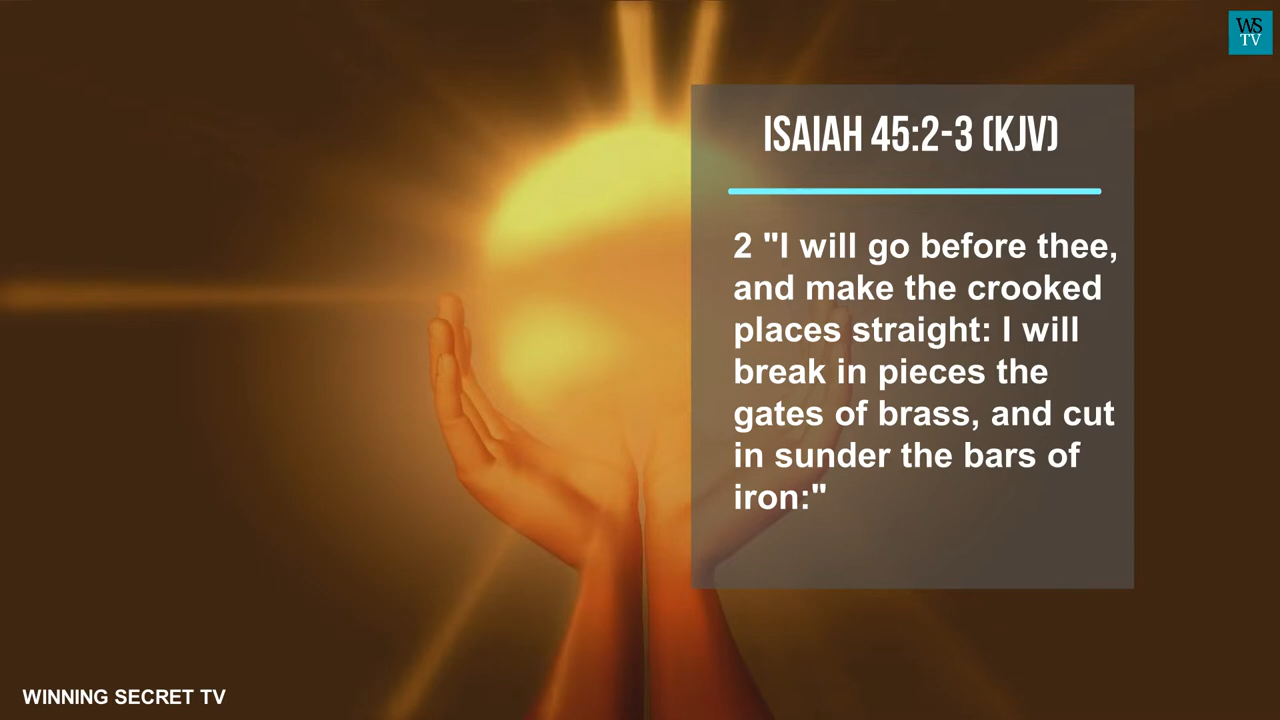 WS
TV
ISAIAH 45:2-3 (KJV)
2 "I will go before thee,
and make the crooked
places straight: I will
break in pieces the
gates of brass, and cut
in sunder the bars of
iron:"
WINNING SECRET TV